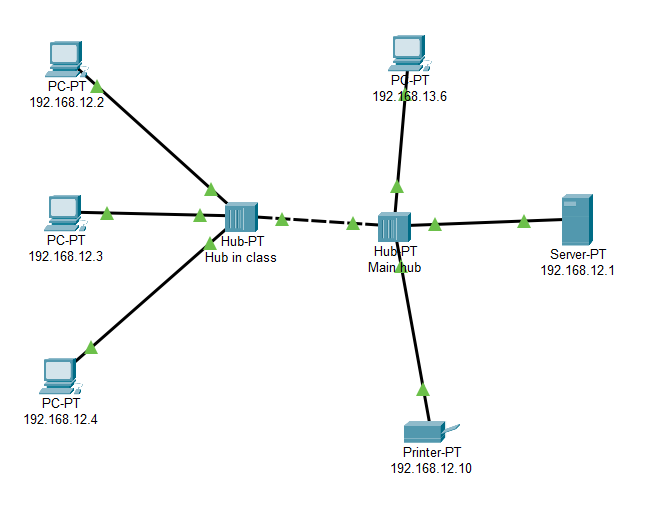 PC-PT
192.168.12.2
PC-PT
192.168.13.6
PC-PT
192.168.12.3
Hub-PT
Hub in class
Hub-PT
Main hub
Server-PT
192.168.12.1
PC-PT
192.168.12.4
Printer-PT
192.168.12.10